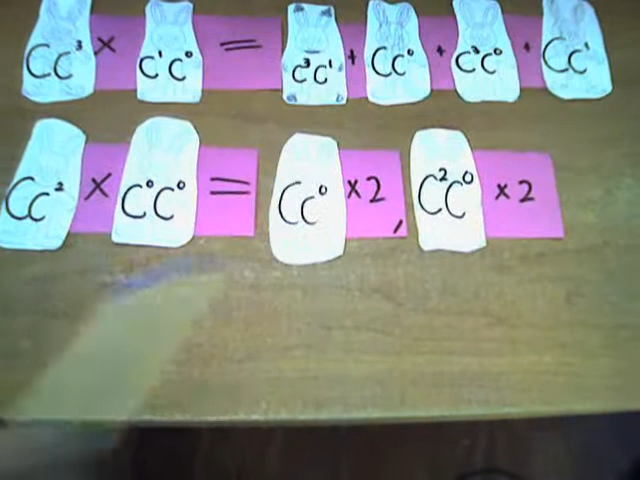 Cc³ × C¹C⁰ = C³C¹ + CC⁰ + C³C⁰ + CC¹
Cc² × C⁰C⁰ = CC⁰ ×2, C²C⁰ ×2